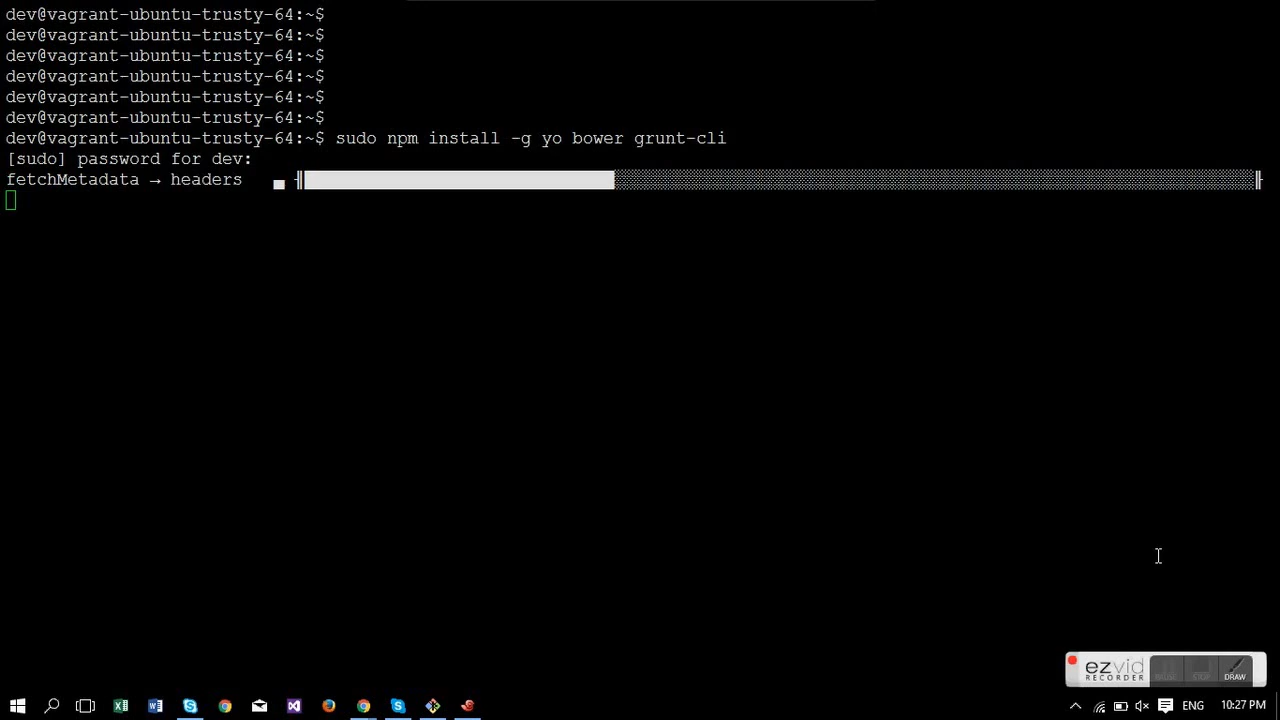 dev@vagrant-ubuntu-trusty-64:~$
dev@vagrant-ubuntu-trusty-64:~$
dev@vagrant-ubuntu-trusty-64:~$
dev@vagrant-ubuntu-trusty-64:~$
dev@vagrant-ubuntu-trusty-64:~$
dev@vagrant-ubuntu-trusty-64:~$
dev@vagrant-ubuntu-trusty-64:~$ sudo npm install -g yo bower grunt-cli
[sudo] password for dev:
fetchMetadata → headers
ezvid
RECORDER
PAUSE STOP DRAW
ENG 10:27 PM